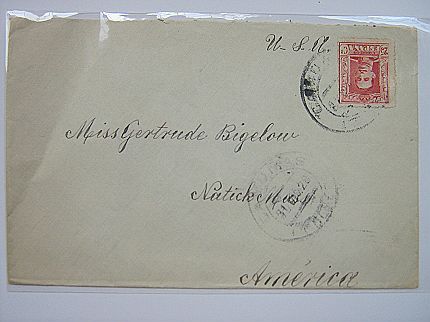 U-S.A.
Miss Gertrude Bigelow
Natick Mass
América